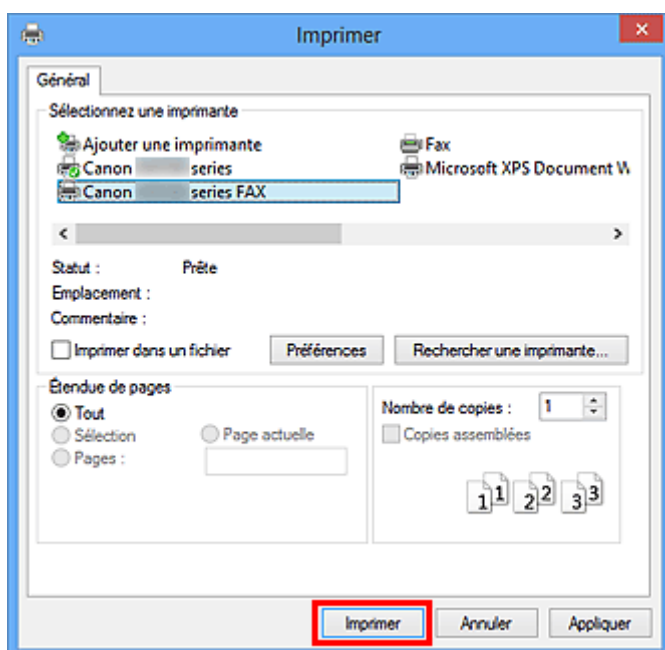 Imprimer
Général
Sélectionnez une imprimante
Ajouter une imprimante Fax
Canon series Microsoft XPS Document W
Canon series FAX
Statut : Prête
Emplacement :
Commentaire :
Imprimer dans un fichier Préférences Rechercher une imprimante...
Étendue de pages
Tout Nombre de copies : 1
Sélection Page actuelle Copies assemblées
Pages :
1 1 2 2 3 3
Imprimer Annuler Appliquer